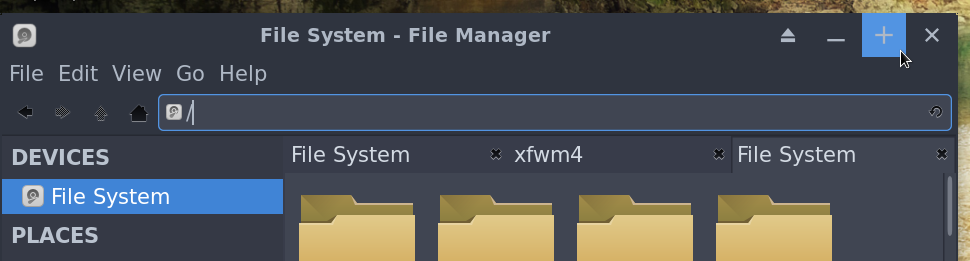 File System - File Manager
File Edit View Go Help
/
DEVICES
File System xfwm4 File System
File System
PLACES